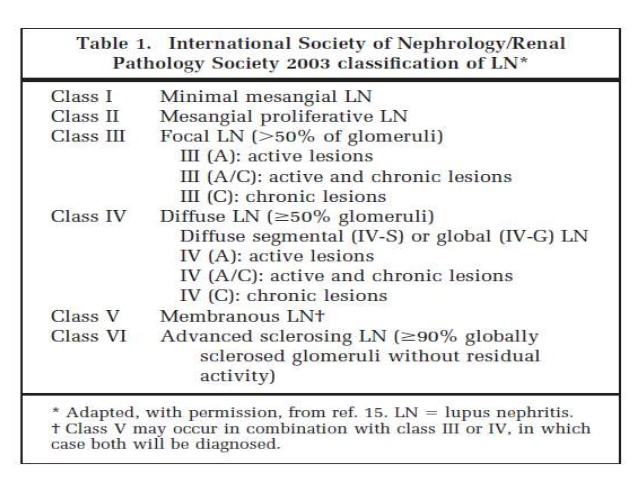 Table 1. International Society of Nephrology/Renal
Pathology Society 2003 classification of LN*
Class I Minimal mesangial LN
Class II Mesangial proliferative LN
Class III Focal LN (>50% of glomeruli)
III (A): active lesions
III (A/C): active and chronic lesions
III (C): chronic lesions
Class IV Diffuse LN (≥50% glomeruli)
Diffuse segmental (IV-S) or global (IV-G) LN
IV (A): active lesions
IV (A/C): active and chronic lesions
IV (C): chronic lesions
Class V Membranous LN†
Class VI Advanced sclerosing LN (≥90% globally
sclerosed glomeruli without residual
activity)
* Adapted, with permission, from ref. 15. LN = lupus nephritis.
† Class V may occur in combination with class III or IV, in which
case both will be diagnosed.